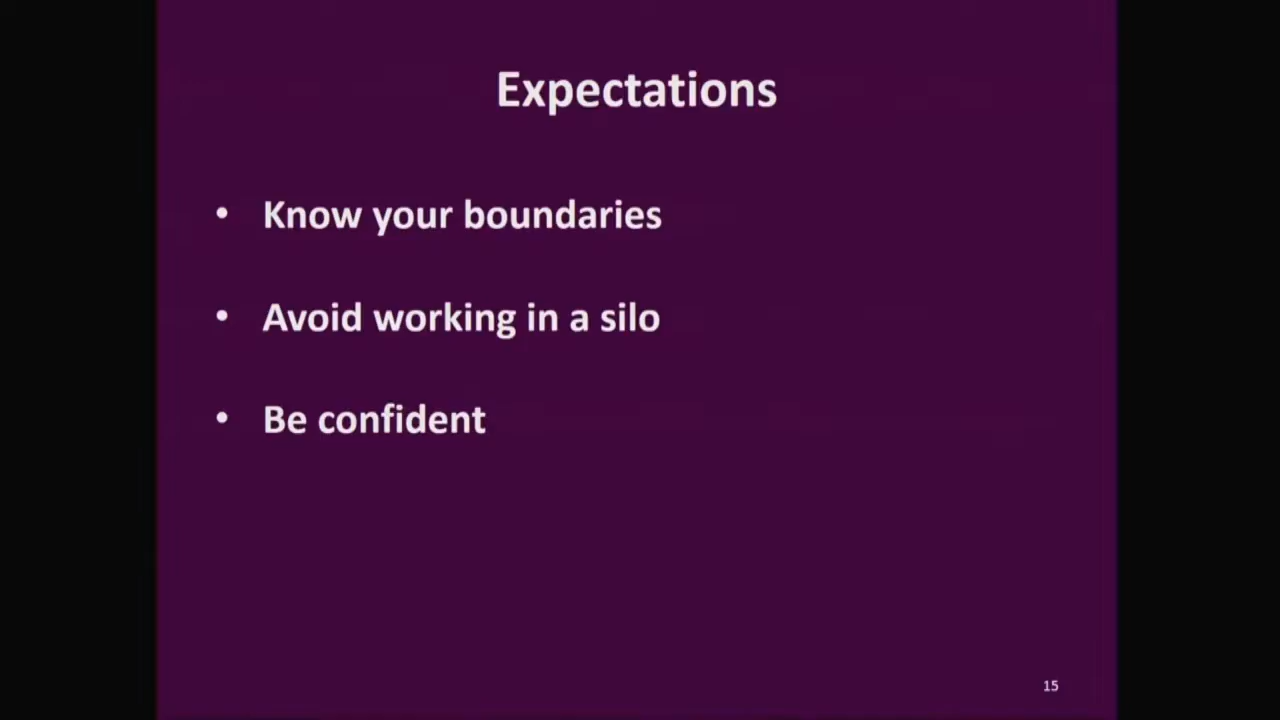 Expectations
• Know your boundaries
• Avoid working in a silo
• Be confident
15